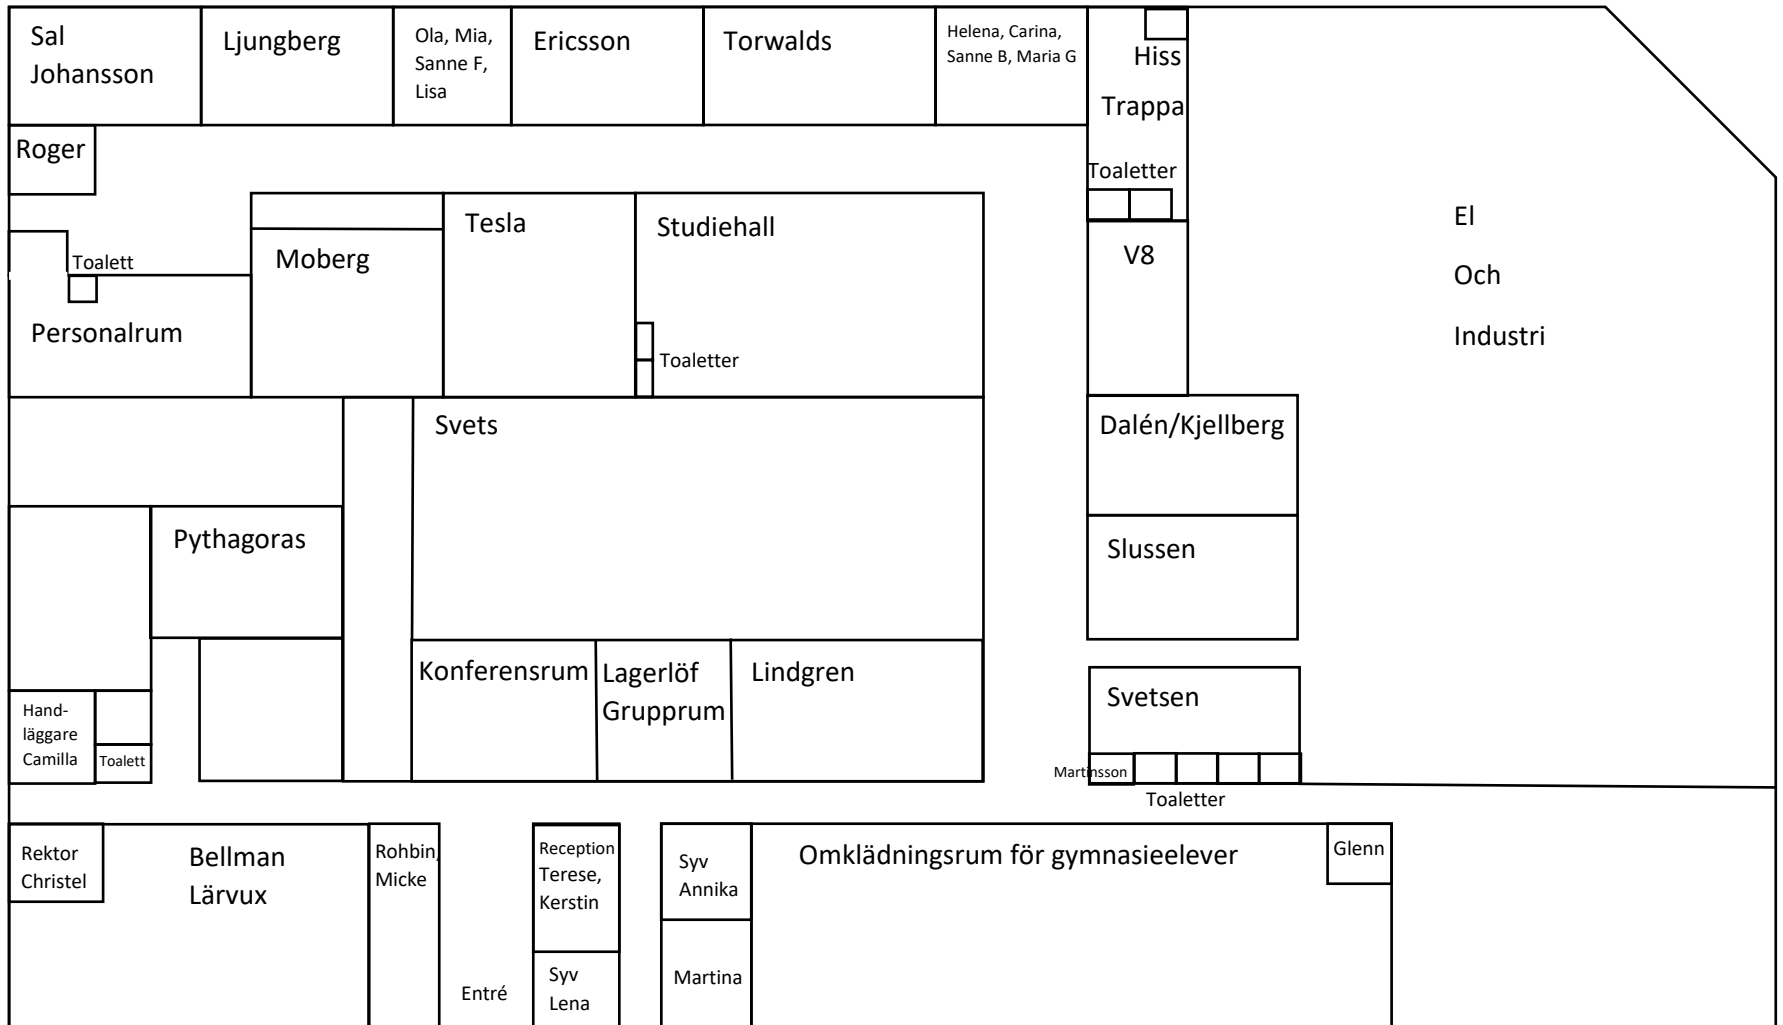 Sal
Johansson
Ljungberg
Ola, Mia,
Sanne F,
Lisa
Ericsson
Torwalds
Helena, Carina,
Sanne B, Maria G
Hiss
Trappa
Toaletter
Roger
Toalett
Personalrum
Moberg
Tesla
Studiehall
Toaletter
V8
El
Och
Industri
Svets
Dalén/Kjellberg
Pythagoras
Slussen
Konferensrum
Lagerlöf
Grupprum
Lindgren
Svetsen
Hand-
läggare
Camilla
Toalett
Martinsson
Toaletter
Rektor
Christel
Bellman
Lärvux
Rohbin,
Micke
Entré
Reception
Terese,
Kerstin
Syv
Lena
Syv
Annika
Martina
Omklädningsrum för gymnasieelever
Glenn